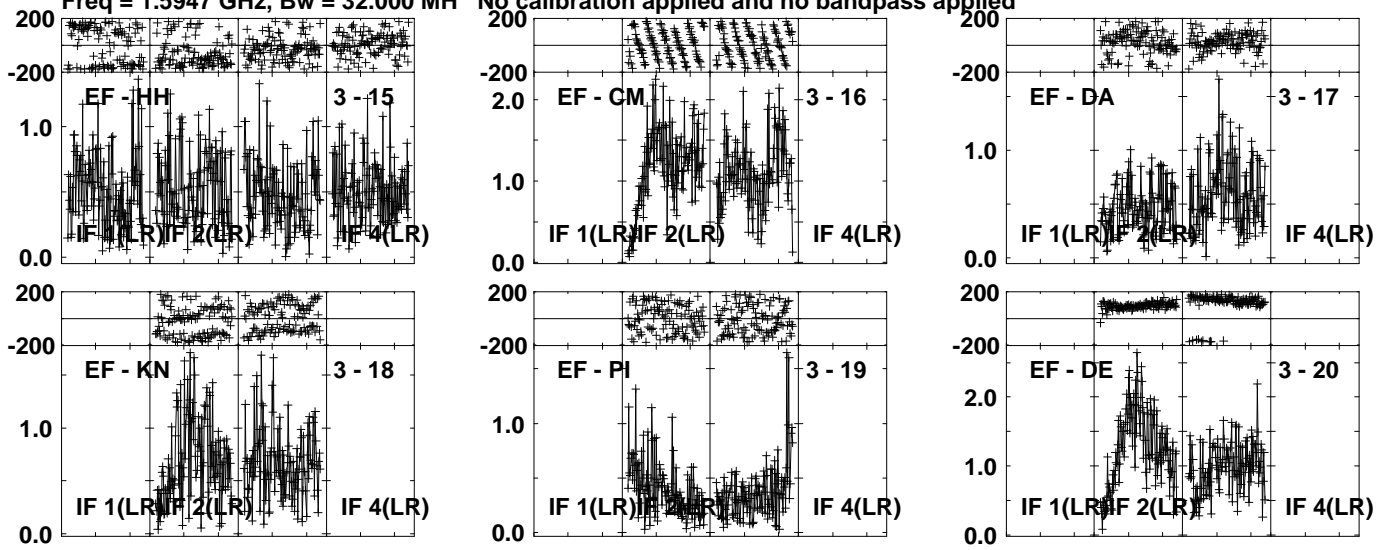 Freq = 1.5947 GHz, Bw = 32.000 MH   No calibration applied and no bandpass applied
200
-200
EF - HH
3 - 15
1.0
0.0
IF 1(LR)
IF 2(LR)
IF 4(LR)
200
-200
EF - CM
3 - 16
2.0
1.0
0.0
IF 1(LR)
IF 2(LR)
IF 4(LR)
200
-200
EF - DA
3 - 17
1.0
0.0
IF 1(LR)
IF 2(LR)
IF 4(LR)
200
-200
EF - KN
3 - 18
1.0
0.0
IF 1(LR)
IF 2(LR)
IF 4(LR)
200
-200
EF - PI
3 - 19
1.0
0.0
IF 1(LR)
IF 2(LR)
IF 4(LR)
200
-200
EF - DE
3 - 20
2.0
1.0
0.0
IF 1(LR)
IF 2(LR)
IF 4(LR)